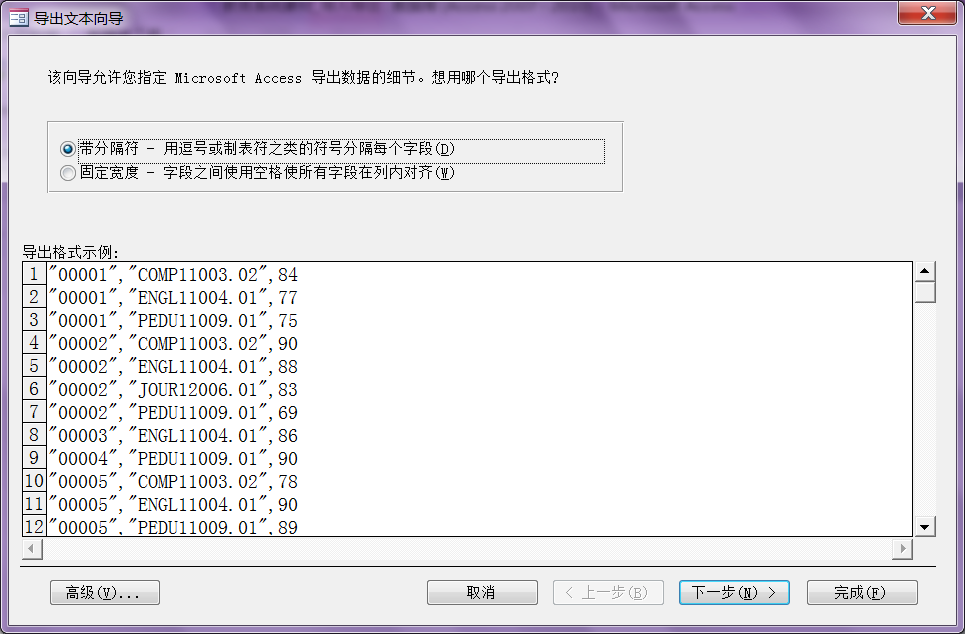 导出文本向导
该向导允许您指定 Microsoft Access 导出数据的细节。想用哪个导出格式?
带分隔符 - 用逗号或制表符之类的符号分隔每个字段(D)
固定宽度 - 字段之间使用空格使所有字段在列内对齐(W)
导出格式示例:
1 "00001","COMP11003.02",84
2 "00001","ENGL11004.01",77
3 "00001","PEDU11009.01",75
4 "00002","COMP11003.02",90
5 "00002","ENGL11004.01",88
6 "00002","JOUR12006.01",83
7 "00002","PEDU11009.01",69
8 "00003","ENGL11004.01",86
9 "00004","PEDU11009.01",90
10 "00005","COMP11003.02",78
11 "00005","ENGL11004.01",90
12 "00005","PEDU11009.01",89
高级(V)... 取消 < 上一步(B) 下一步(N) > 完成(F)